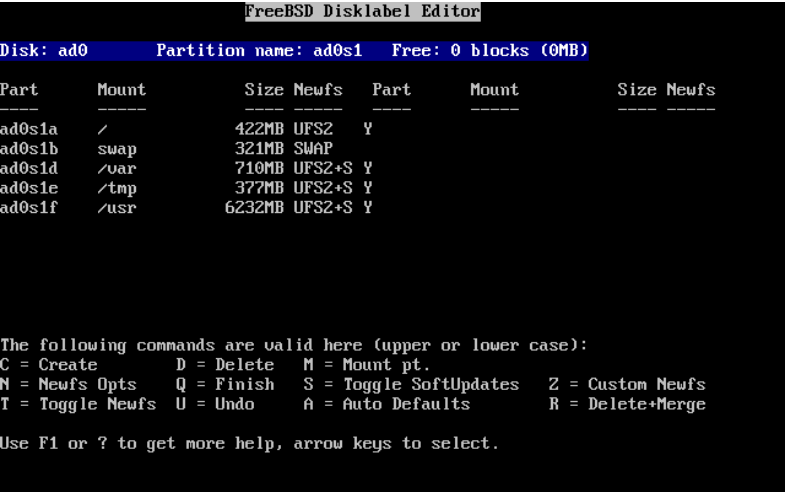 FreeBSD Disklabel Editor
Disk: ad0 Partition name: ad0s1 Free: 0 blocks (0MB)
Part Mount Size Newfs Part Mount Size Newfs
---- ----- ---- ----- ---- ----- ---- -----
ad0s1a / 422MB UFS2 Y
ad0s1b swap 321MB SWAP
ad0s1d /var 710MB UFS2+S Y
ad0s1e /tmp 377MB UFS2+S Y
ad0s1f /usr 6232MB UFS2+S Y
The following commands are valid here (upper or lower case):
C = Create D = Delete M = Mount pt.
N = Newfs Opts Q = Finish S = Toggle SoftUpdates Z = Custom Newfs
T = Toggle Newfs U = Undo A = Auto Defaults R = Delete+Merge
Use F1 or ? to get more help, arrow keys to select.